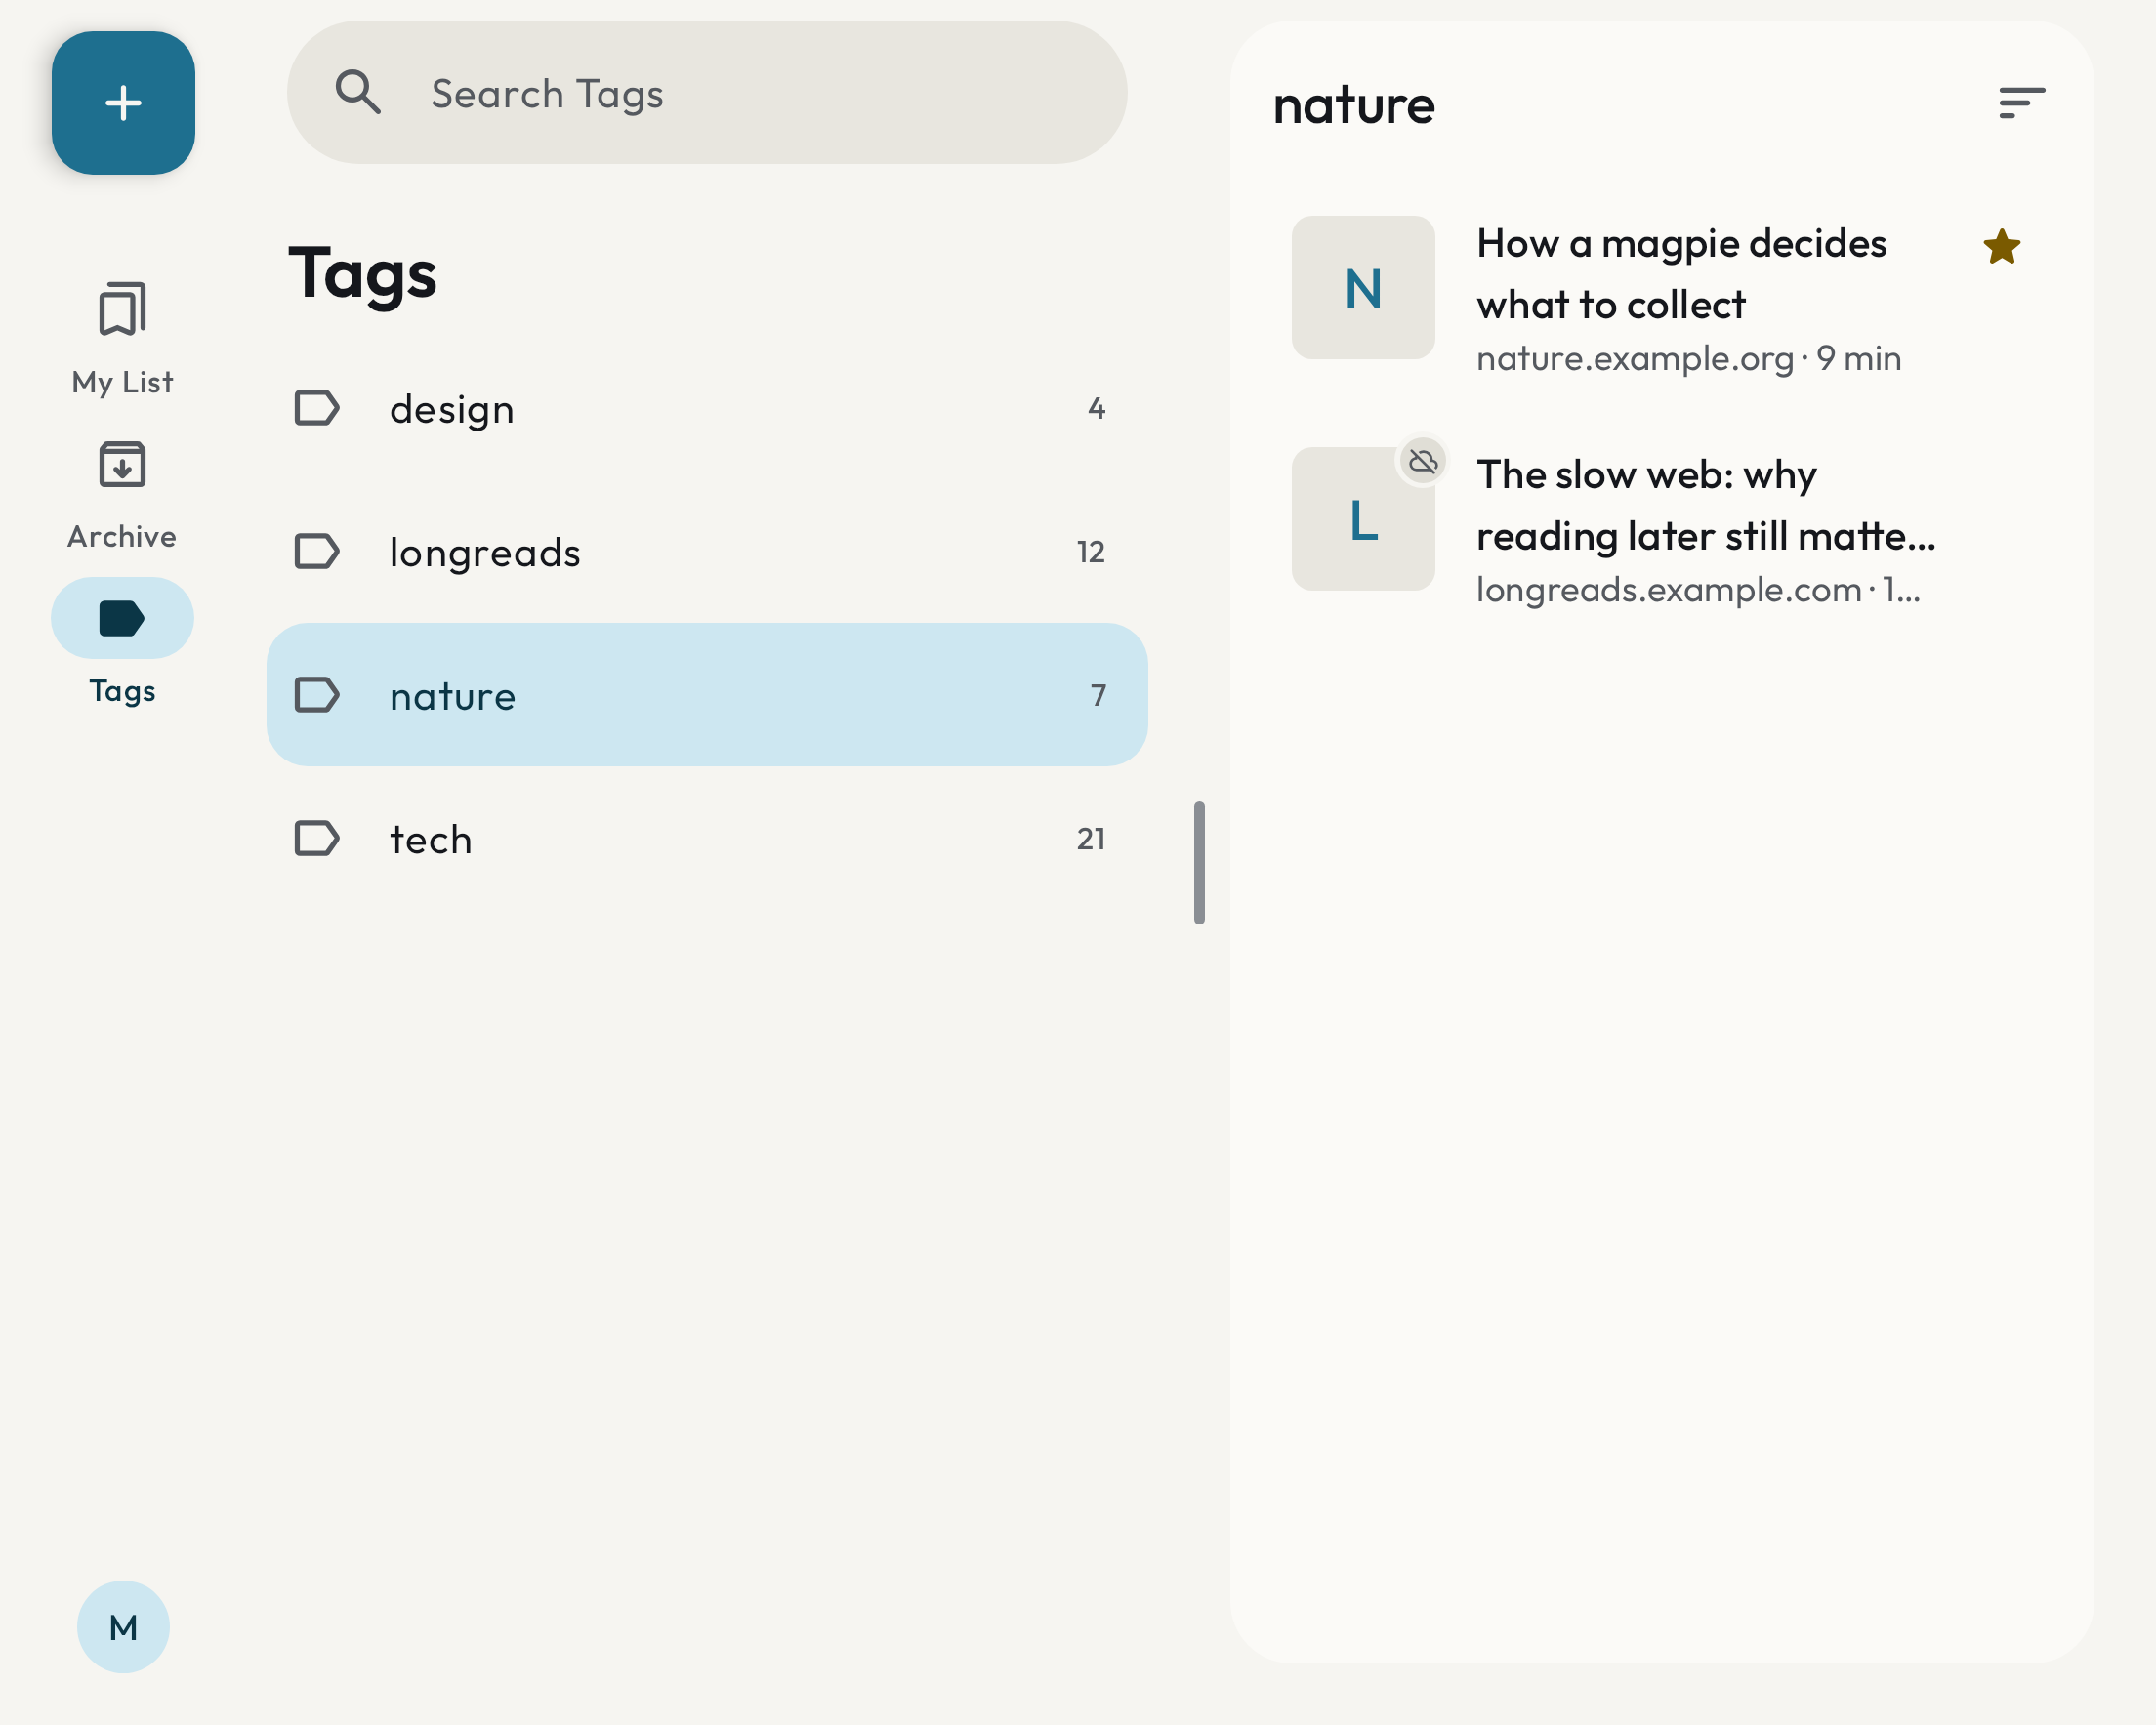 Search Tags
My List
Archive
Tags
M
Tags
design 4
longreads 12
nature 7
tech 21
nature
N
How a magpie decides
what to collect
nature.example.org · 9 min
L
The slow web: why
reading later still matte…
longreads.example.com · 1…